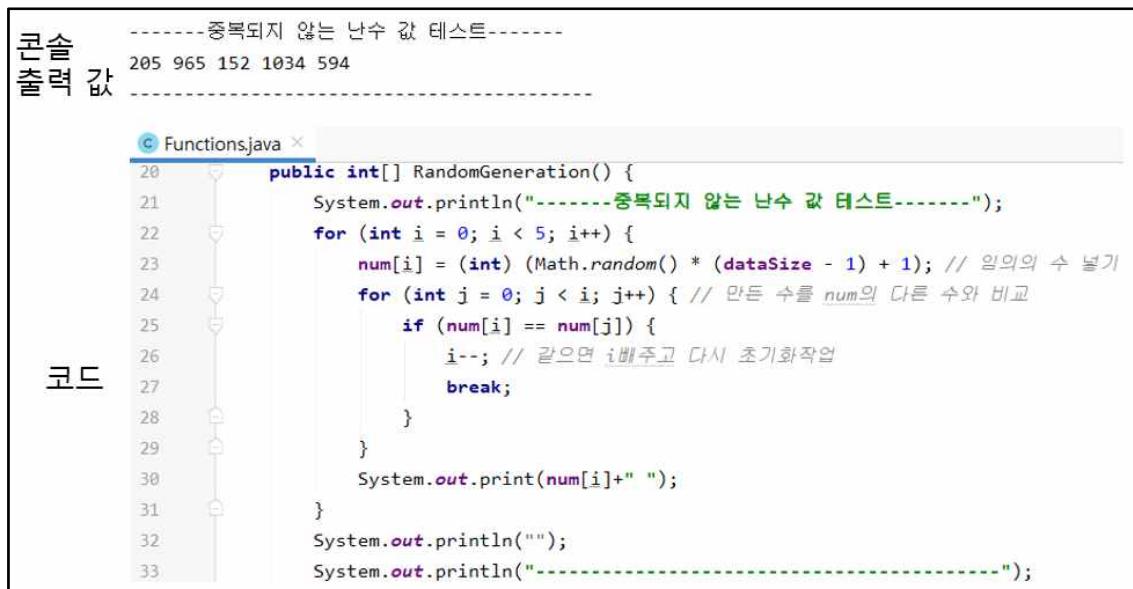 콘솔
출력 값
-------중복되지 않는 난수 값 테스트-------
205 965 152 1034 594
------------------------------------------
Functions.java ×
코드
20 public int[] RandomGeneration() {
21 System.out.println("-------중복되지 않는 난수 값 테스트-------");
22 for (int i = 0; i < 5; i++) {
23 num[i] = (int) (Math.random() * (dataSize - 1) + 1); // 임의의 수 넣기
24 for (int j = 0; j < i; j++) { // 만든 수를 num의 다른 수와 비교
25 if (num[i] == num[j]) {
26 i--; // 같으면 i빼주고 다시 초기화작업
27 break;
28 }
29 }
30 System.out.print(num[i]+" ");
31 }
32 System.out.println("");
33 System.out.println("------------------------------------------");